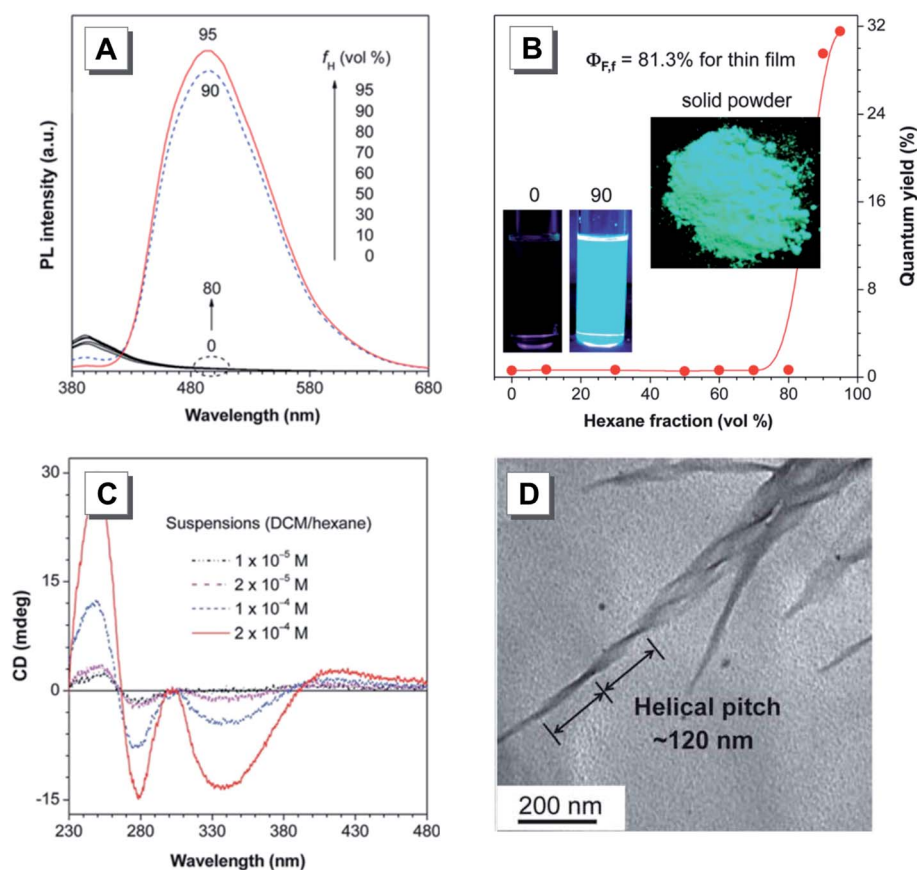 A
95
90
f_H (vol %)
95
90
80
70
60
50
30
10
0
80
0
PL intensity (a.u.)
380 480 580 680
Wavelength (nm)
B
Φ_F,f = 81.3% for thin film
solid powder
0 90
32
24
16
8
0
Quantum yield (%)
0 20 40 60 80 100
Hexane fraction (vol %)
C
30
15
0
-15
CD (mdeg)
Suspensions (DCM/hexane)
1 x 10⁻⁵ M
2 x 10⁻⁵ M
1 x 10⁻⁴ M
2 x 10⁻⁴ M
230 280 330 380 430 480
Wavelength (nm)
D
Helical pitch
~120 nm
200 nm